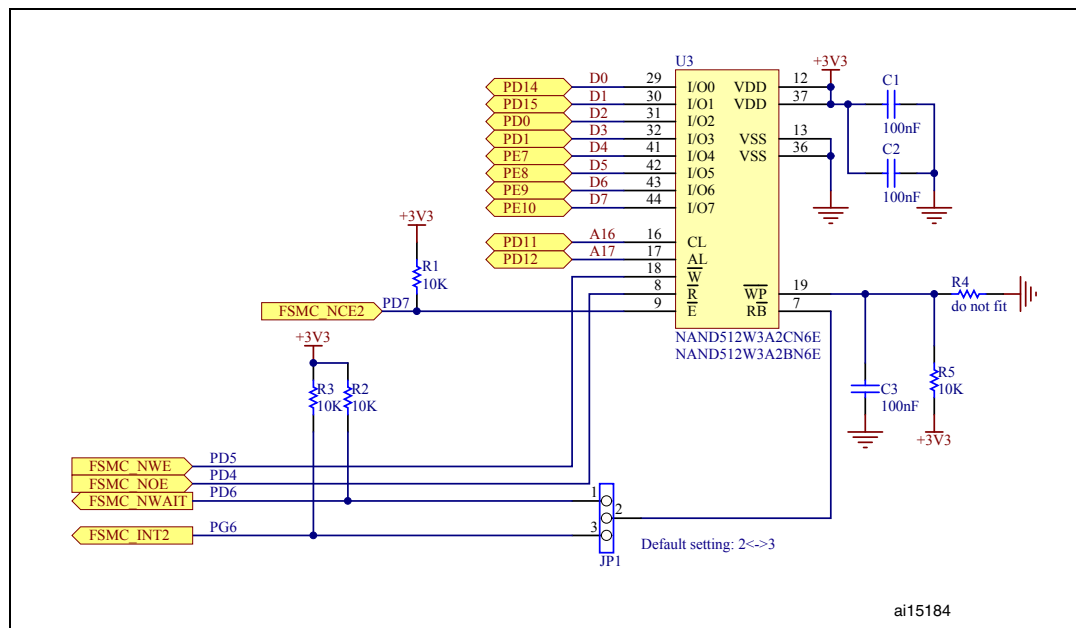 U3
+3V3
C1
100nF
C2
100nF
PD14 D0 29 I/O0 VDD 12
PD15 D1 30 I/O1 VDD 37
PD0 D2 31 I/O2
PD1 D3 32 I/O3 VSS 13
PE7 D4 41 I/O4 VSS 36
PE8 D5 42 I/O5
PE9 D6 43 I/O6
PE10 D7 44 I/O7
PD11 A16 16 CL
PD12 A17 17 AL
18 W
8 R WP 19
9 E RB 7
+3V3
R1
10K
FSMC_NCE2 PD7
NAND512W3A2CN6E
NAND512W3A2BN6E
R4
do not fit
C3
100nF
R5
10K
+3V3
+3V3
R3
10K
R2
10K
FSMC_NWE PD5
FSMC_NOE PD4
FSMC_NWAIT PD6
FSMC_INT2 PG6
1
2
3
JP1
Default setting: 2<->3
ai15184